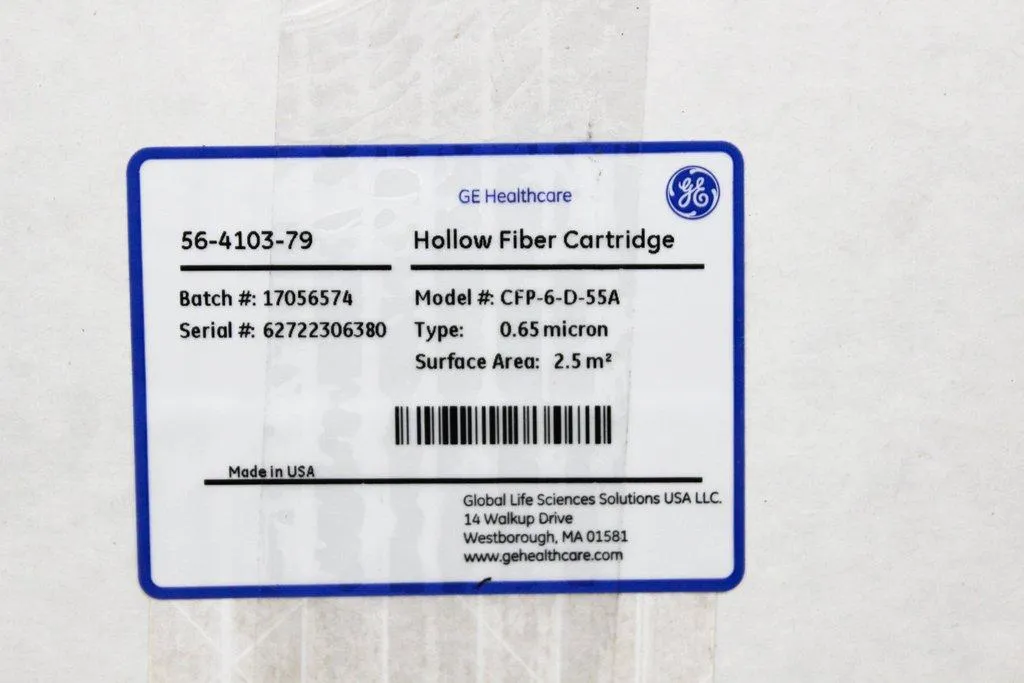 GE Healthcare
GE
56-4103-79
Hollow Fiber Cartridge
Batch #: 17056574
Model #: CFP-6-D-55A
Serial #: 62722306380
Type: 0.65 micron
Surface Area: 2.5 m²
Made in USA
Global Life Sciences Solutions USA LLC.
14 Walkup Drive
Westborough, MA 01581
www.gehealthcare.com